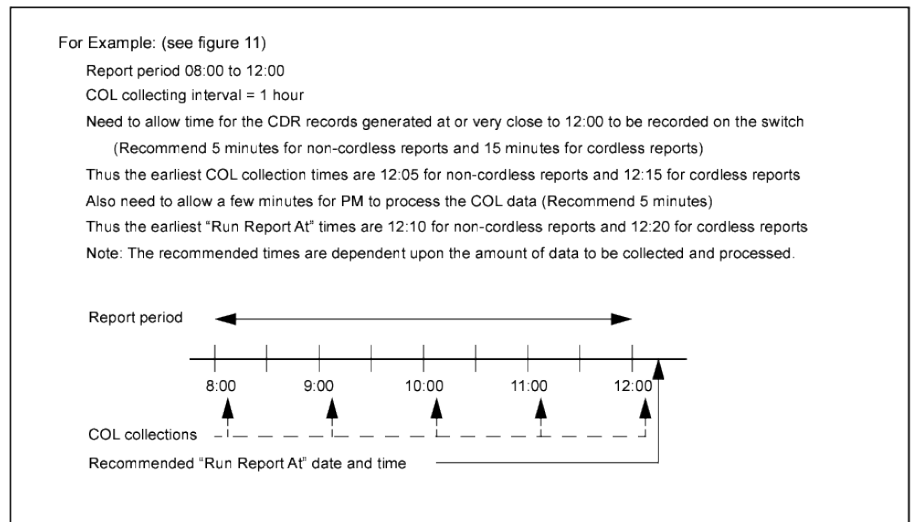 For Example: (see figure 11)
Report period 08:00 to 12:00
COL collecting interval = 1 hour
Need to allow time for the CDR records generated at or very close to 12:00 to be recorded on the switch
(Recommend 5 minutes for non-cordless reports and 15 minutes for cordless reports)
Thus the earliest COL collection times are 12:05 for non-cordless reports and 12:15 for cordless reports
Also need to allow a few minutes for PM to process the COL data (Recommend 5 minutes)
Thus the earliest “Run Report At” times are 12:10 for non-cordless reports and 12:20 for cordless reports
Note: The recommended times are dependent upon the amount of data to be collected and processed.
Report period
8:00 9:00 10:00 11:00 12:00
COL collections
Recommended “Run Report At” date and time